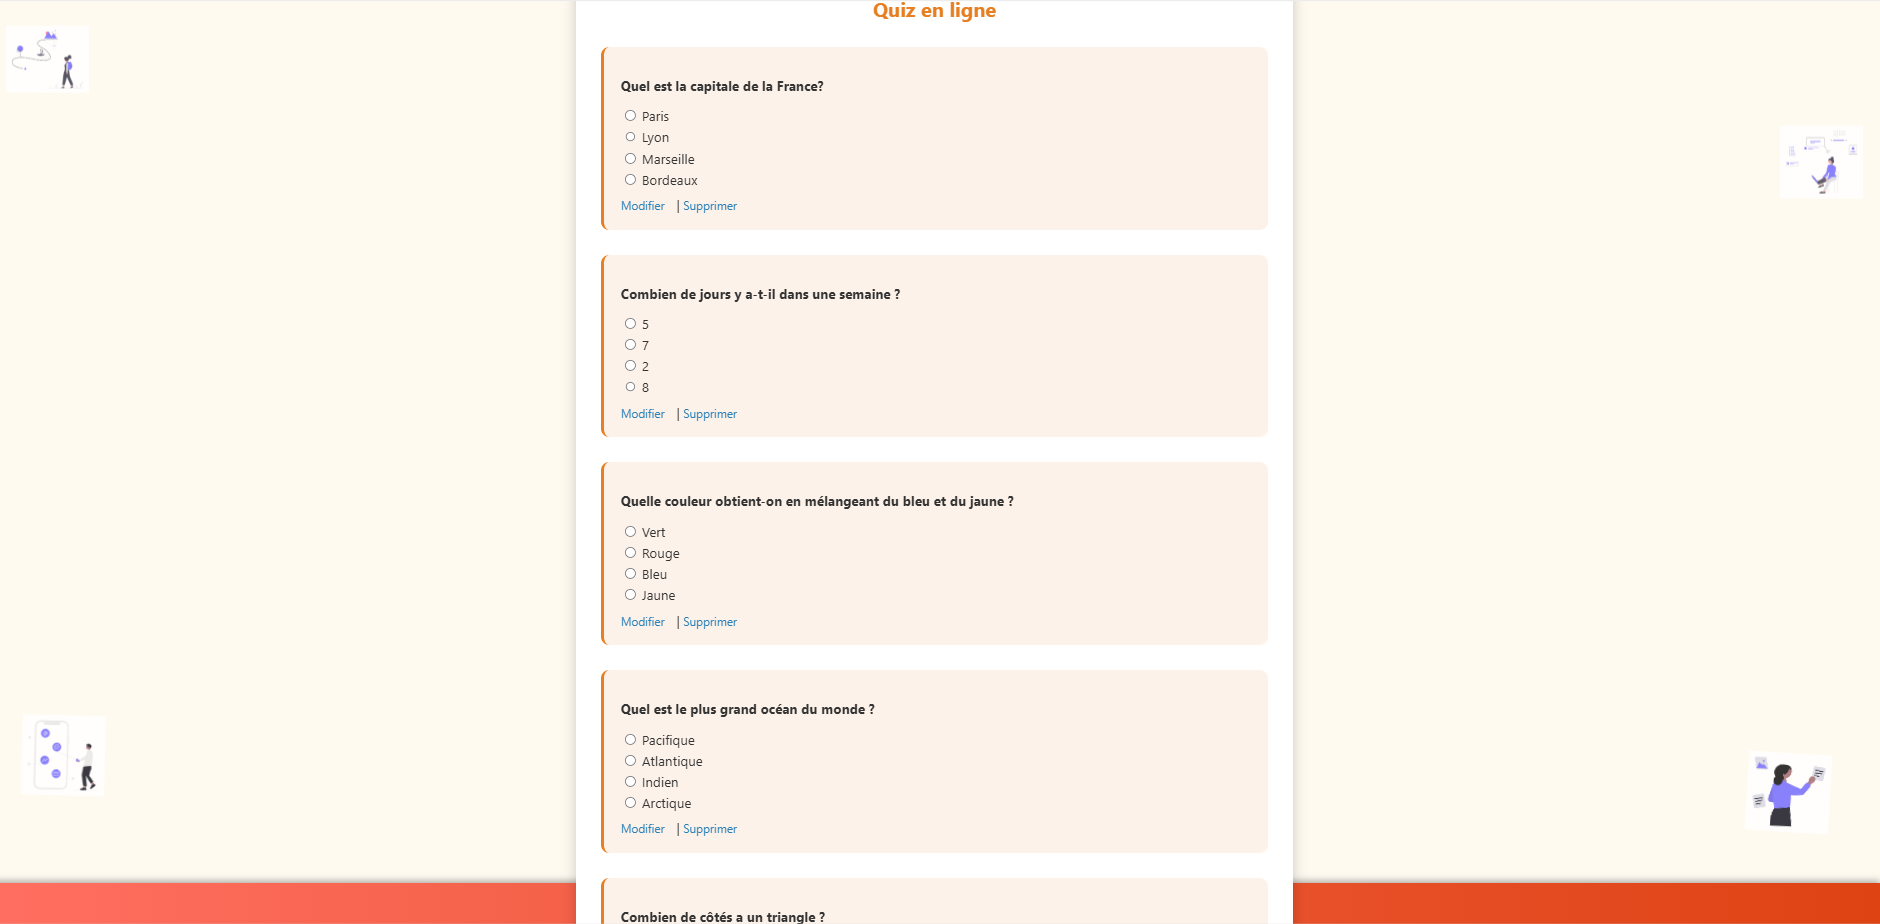 Quiz en ligne
Quel est la capitale de la France?
Paris
Lyon
Marseille
Bordeaux
Modifier | Supprimer
Combien de jours y a-t-il dans une semaine ?
5
7
2
8
Modifier | Supprimer
Quelle couleur obtient-on en mélangeant du bleu et du jaune ?
Vert
Rouge
Bleu
Jaune
Modifier | Supprimer
Quel est le plus grand océan du monde ?
Pacifique
Atlantique
Indien
Arctique
Modifier | Supprimer
Combien de côtés a un triangle ?